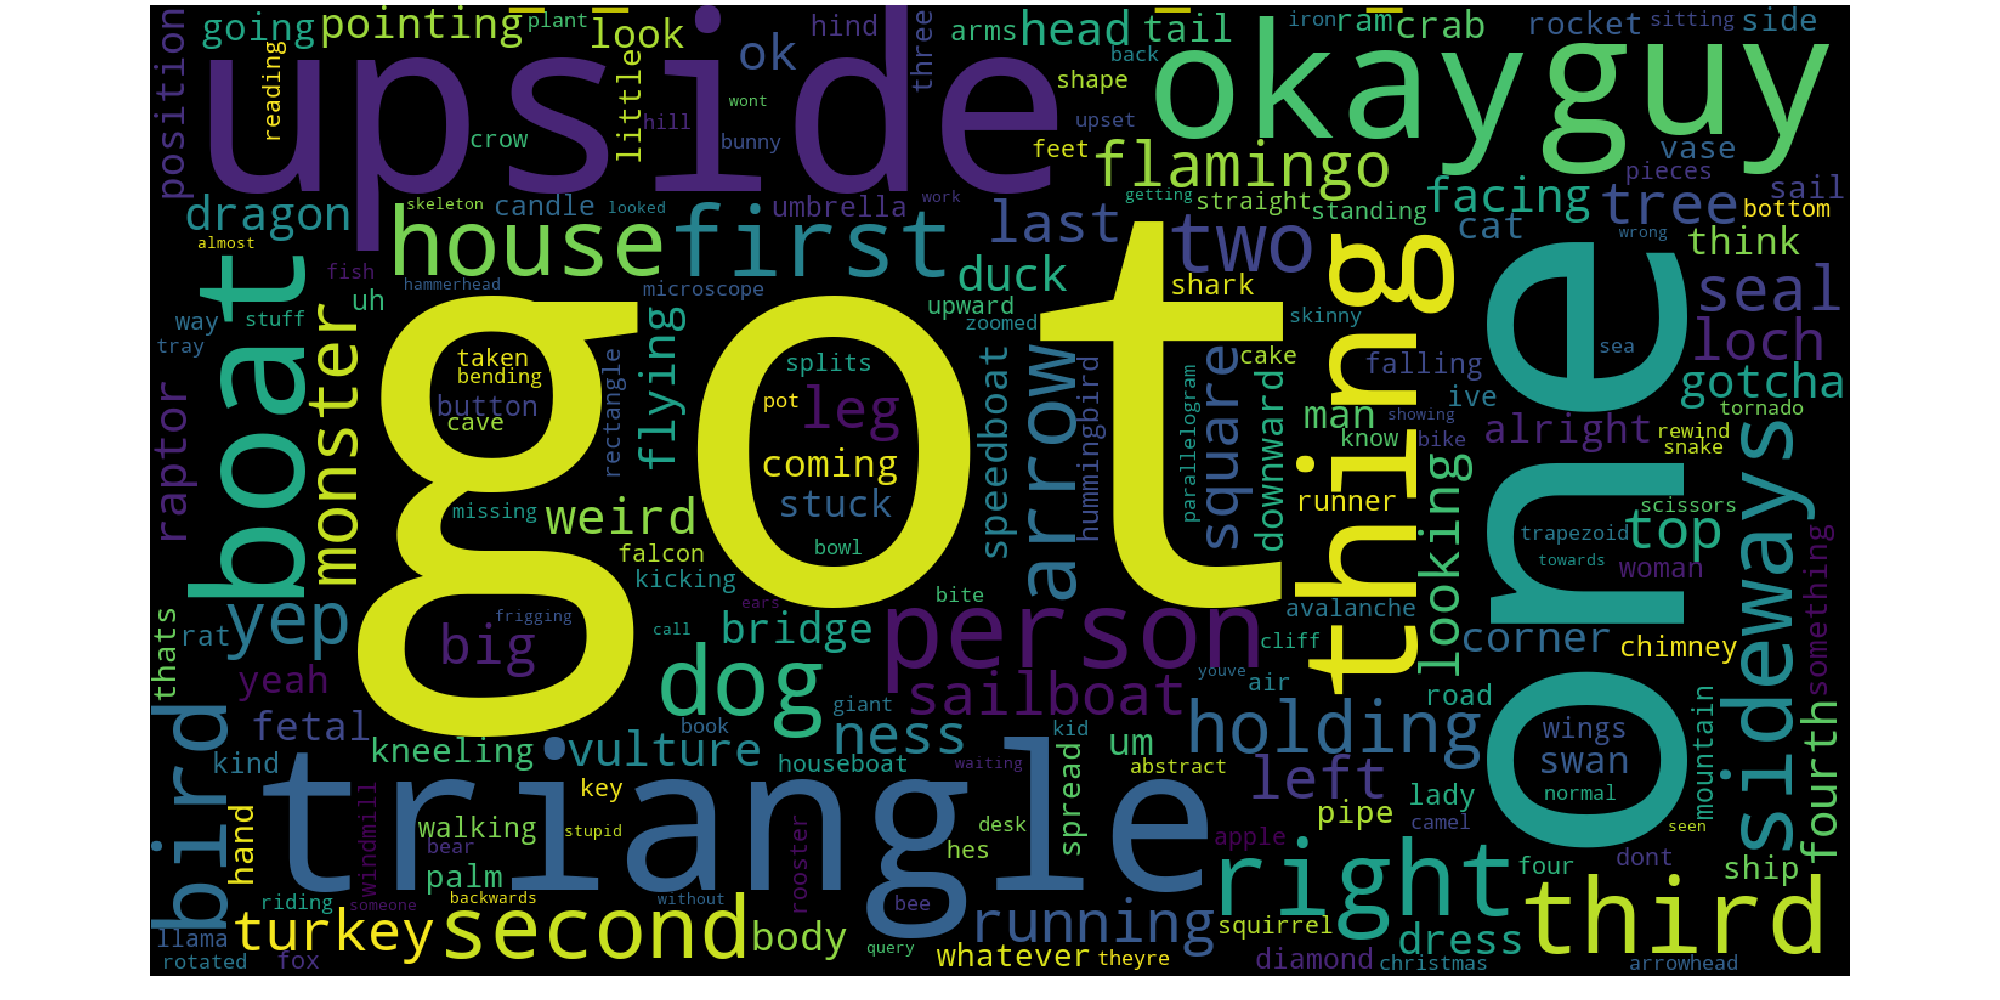 going
pointing
plant
look
ok
hind
three
arms
head
tail
iron
ram
crab
rocket
sitting
side
position
reading
upside
little
back
shape
okay
guy
crow
wont
hill
bunny
upset
feet
flamingo
vase
pieces
dragon
skeleton
candle
looked
umbrella
work
getting
straight
standing
facing
tree
sail
bottom
almost
house
first
last
two
cat
wrong
think
boat
fish
hammerhead
microscope
duck
shark
thing
one
seal
way
stuff
uh
monster
flying
upward
zoomed
skinny
loch
tray
got
taken
bending
button
cave
rectangle
splits
pot
leg
coming
stuck
bowl
speedboat
arrow
hummingbird
parallelogram
square
cake
downward
man
falling
ive
sea
gotcha
raptor
know
bike
showing
alright
tornado
rewind
snake
looking
missing
weird
falcon
kicking
runner
scissors
trapezoid
top
towards
woman
sideways
something
thats
rat
yep
frigging
big
ears
call
bite
bridge
person
avalanche
cliff
corner
chimney
yeah
dog
sailboat
youve
air
road
mountain
bird
fetal
kneeling
vulture
book
giant
ness
kid
um
holding
wings
swan
fourth
kind
houseboat
waiting
spread
abstract
left
lady
normal
hand
windmill
triangle
key
stupid
desk
pipe
camel
seen
walking
bear
rooster
hes
apple
right
four
dont
ship
palm
riding
someone
backwards
without
bee
third
llama
turkey
second
body
query
running
whatever
theyre
squirrel
dress
rotated
fox
diamond
christmas
arrowhead